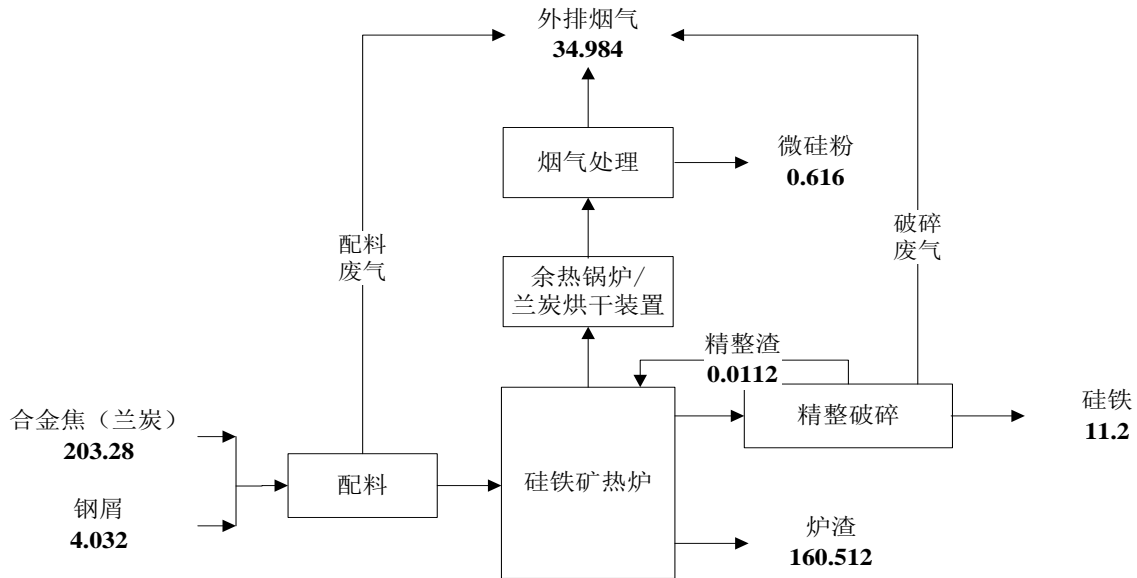 外排烟气
34.984
烟气处理
微硅粉
0.616
配料
废气
破碎
废气
余热锅炉/
兰炭烘干装置
精整渣
0.0112
合金焦（兰炭）
203.28
钢屑
4.032
配料
硅铁矿热炉
精整破碎
硅铁
11.2
炉渣
160.512